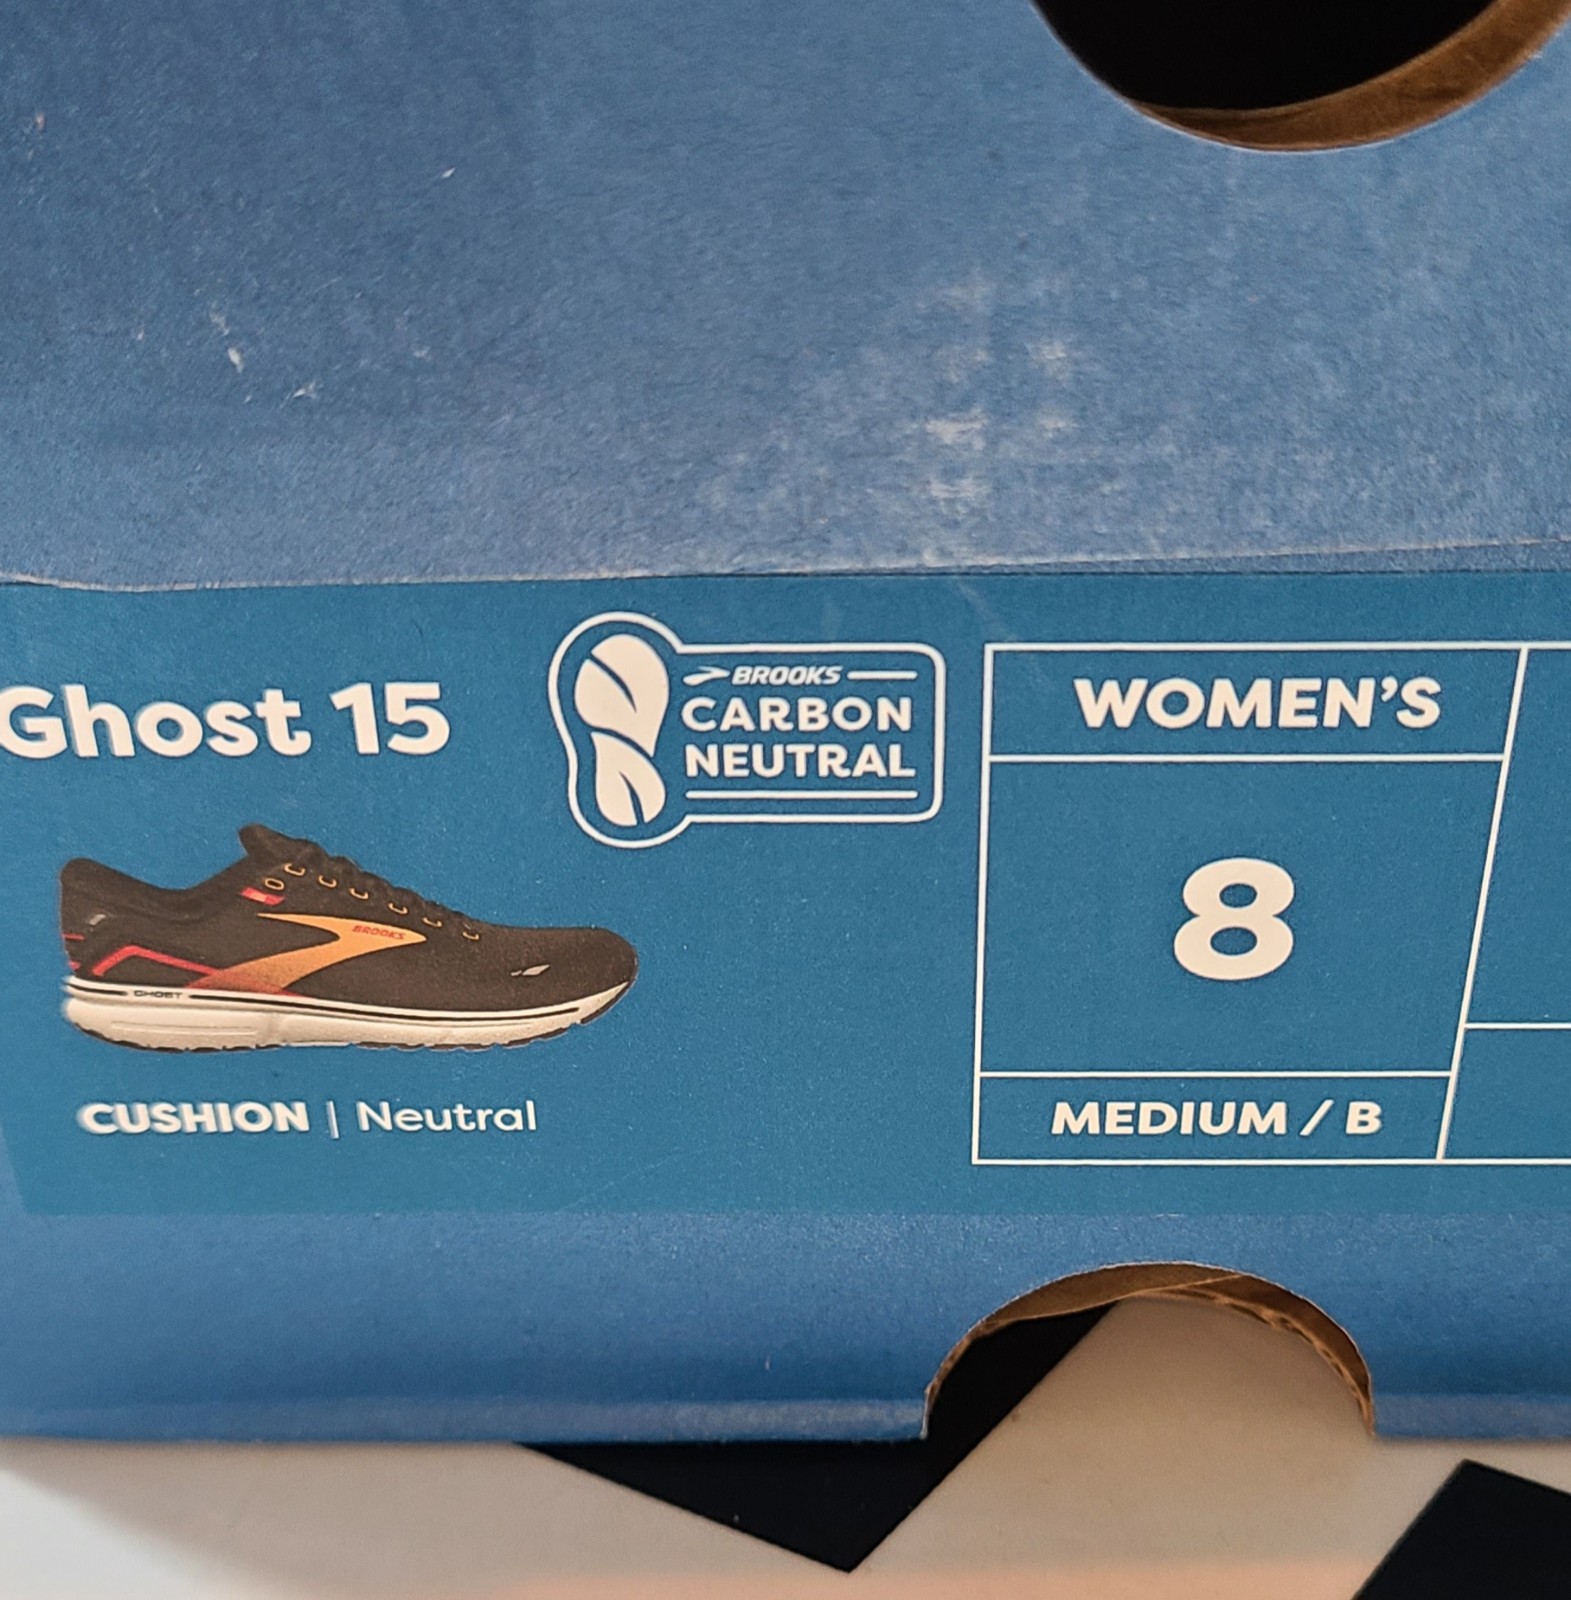 Ghost 15
BROOKS
CARBON
NEUTRAL
WOMEN'S
8
MEDIUM / B
BROOKS
GHOST
CUSHION | Neutral